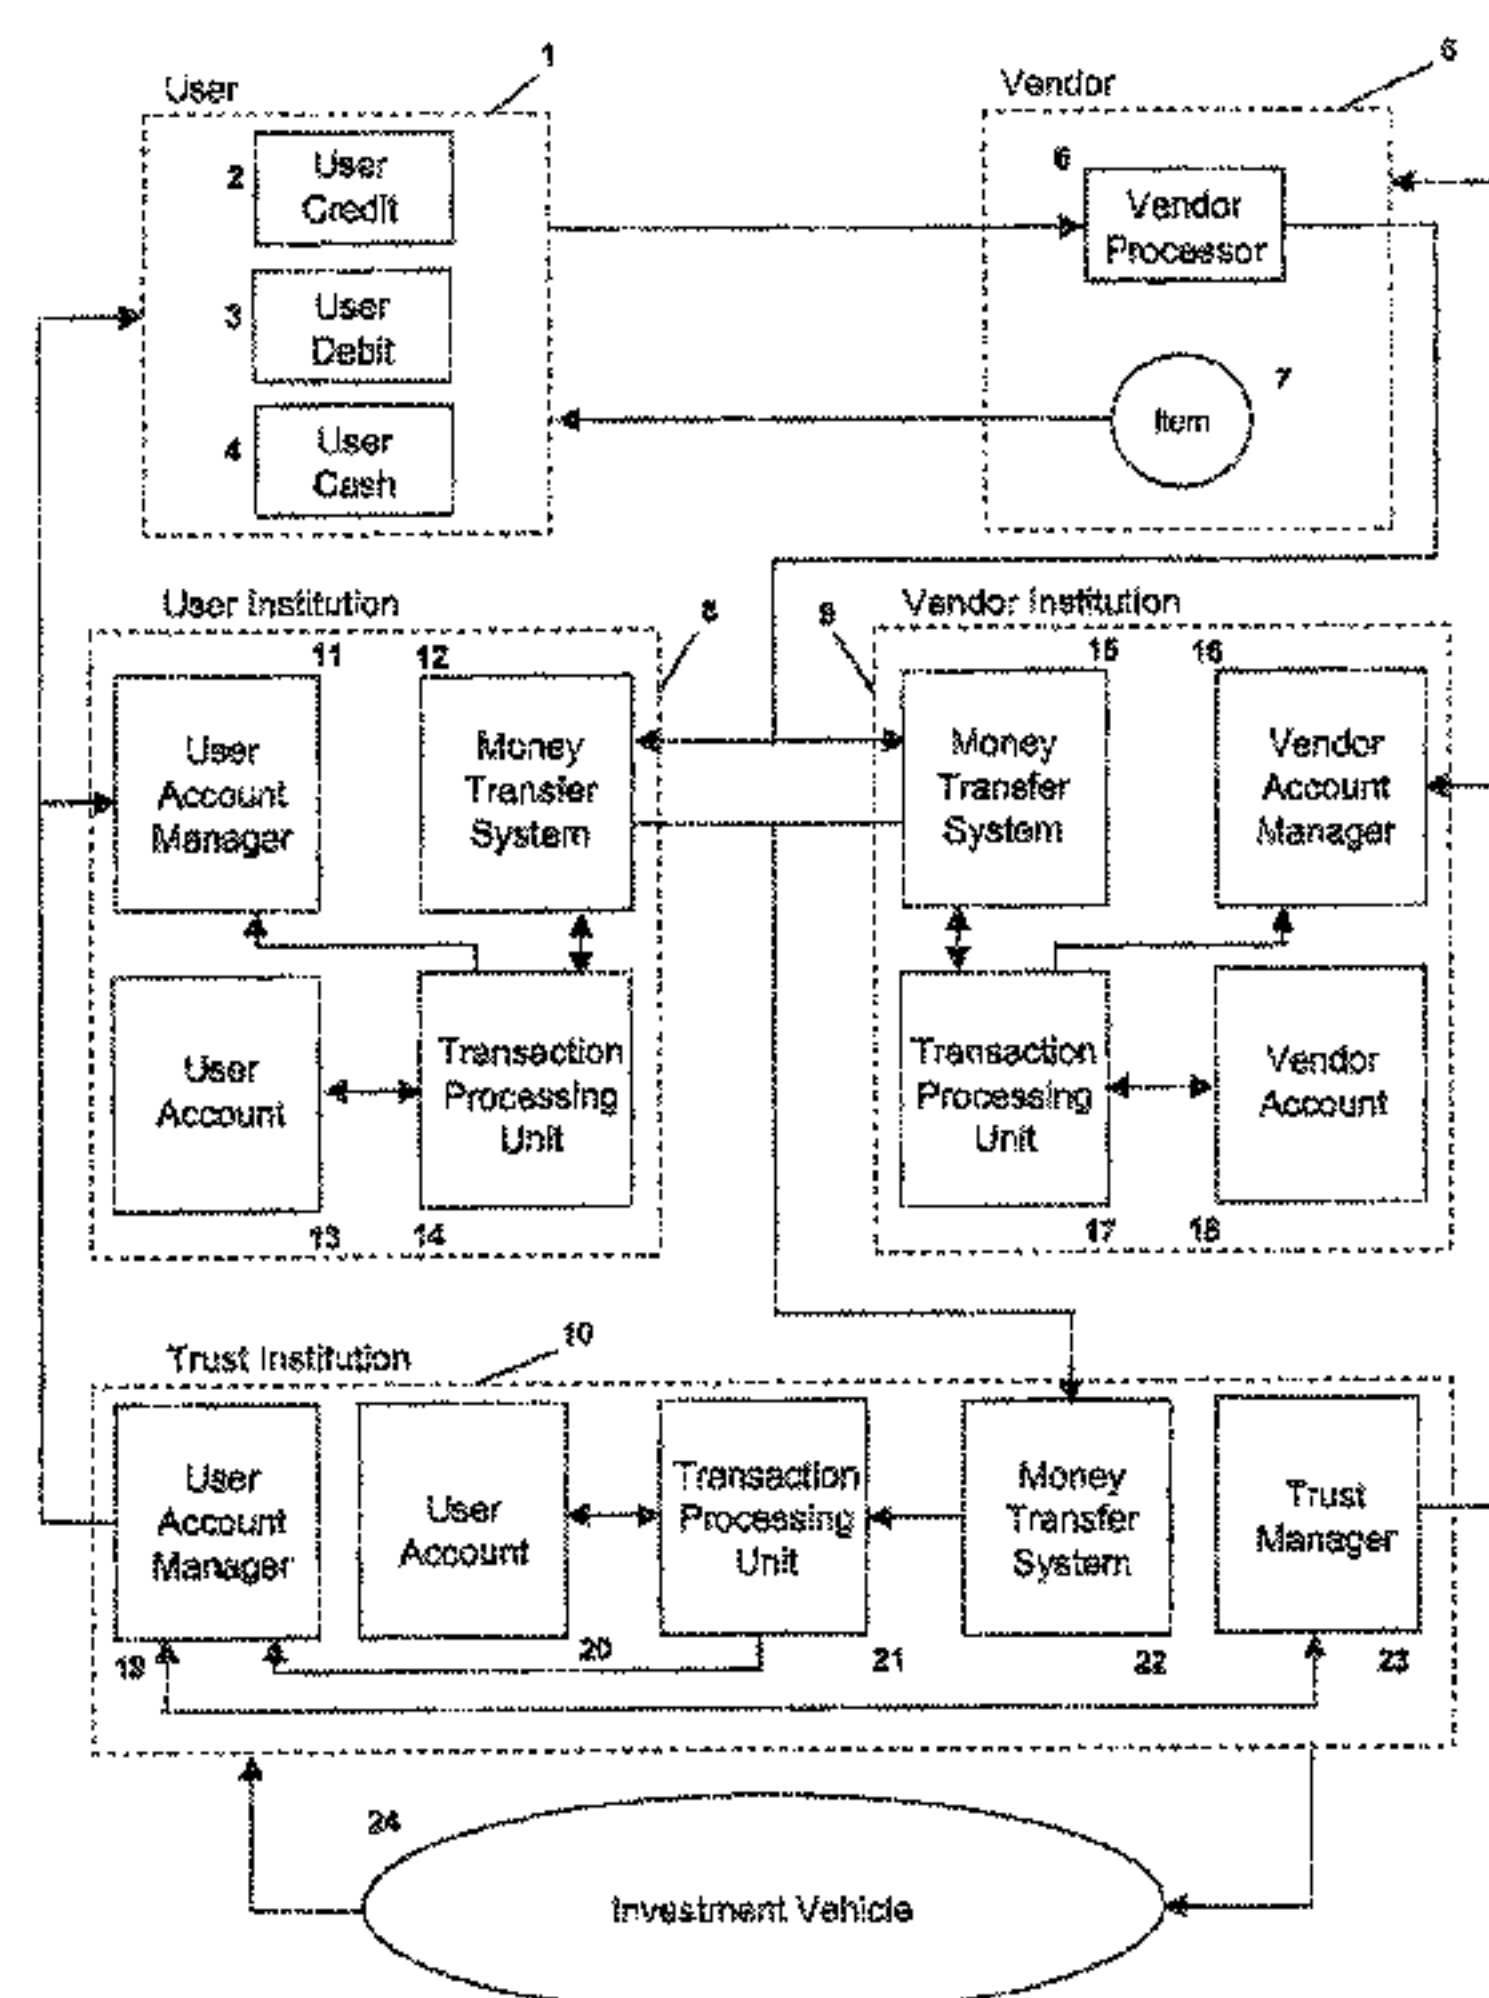 1
5
User
Vendor
2
User
Credit
6
Vendor
Processor
3
User
Debit
7
Item
4
User
Cash
User Institution
8
9
Vendor Institution
11
12
15
16
User
Account
Manager
Money
Transfer
System
Money
Transfer
System
Vendor
Account
Manager
User
Account
Transaction
Processing
Unit
Transaction
Processing
Unit
Vendor
Account
13
14
17
18
Trust Institution
10
User
Account
Manager
User
Account
Transaction
Processing
Unit
Money
Transfer
System
Trust
Manager
19
20
21
22
23
24
Investment Vehicle